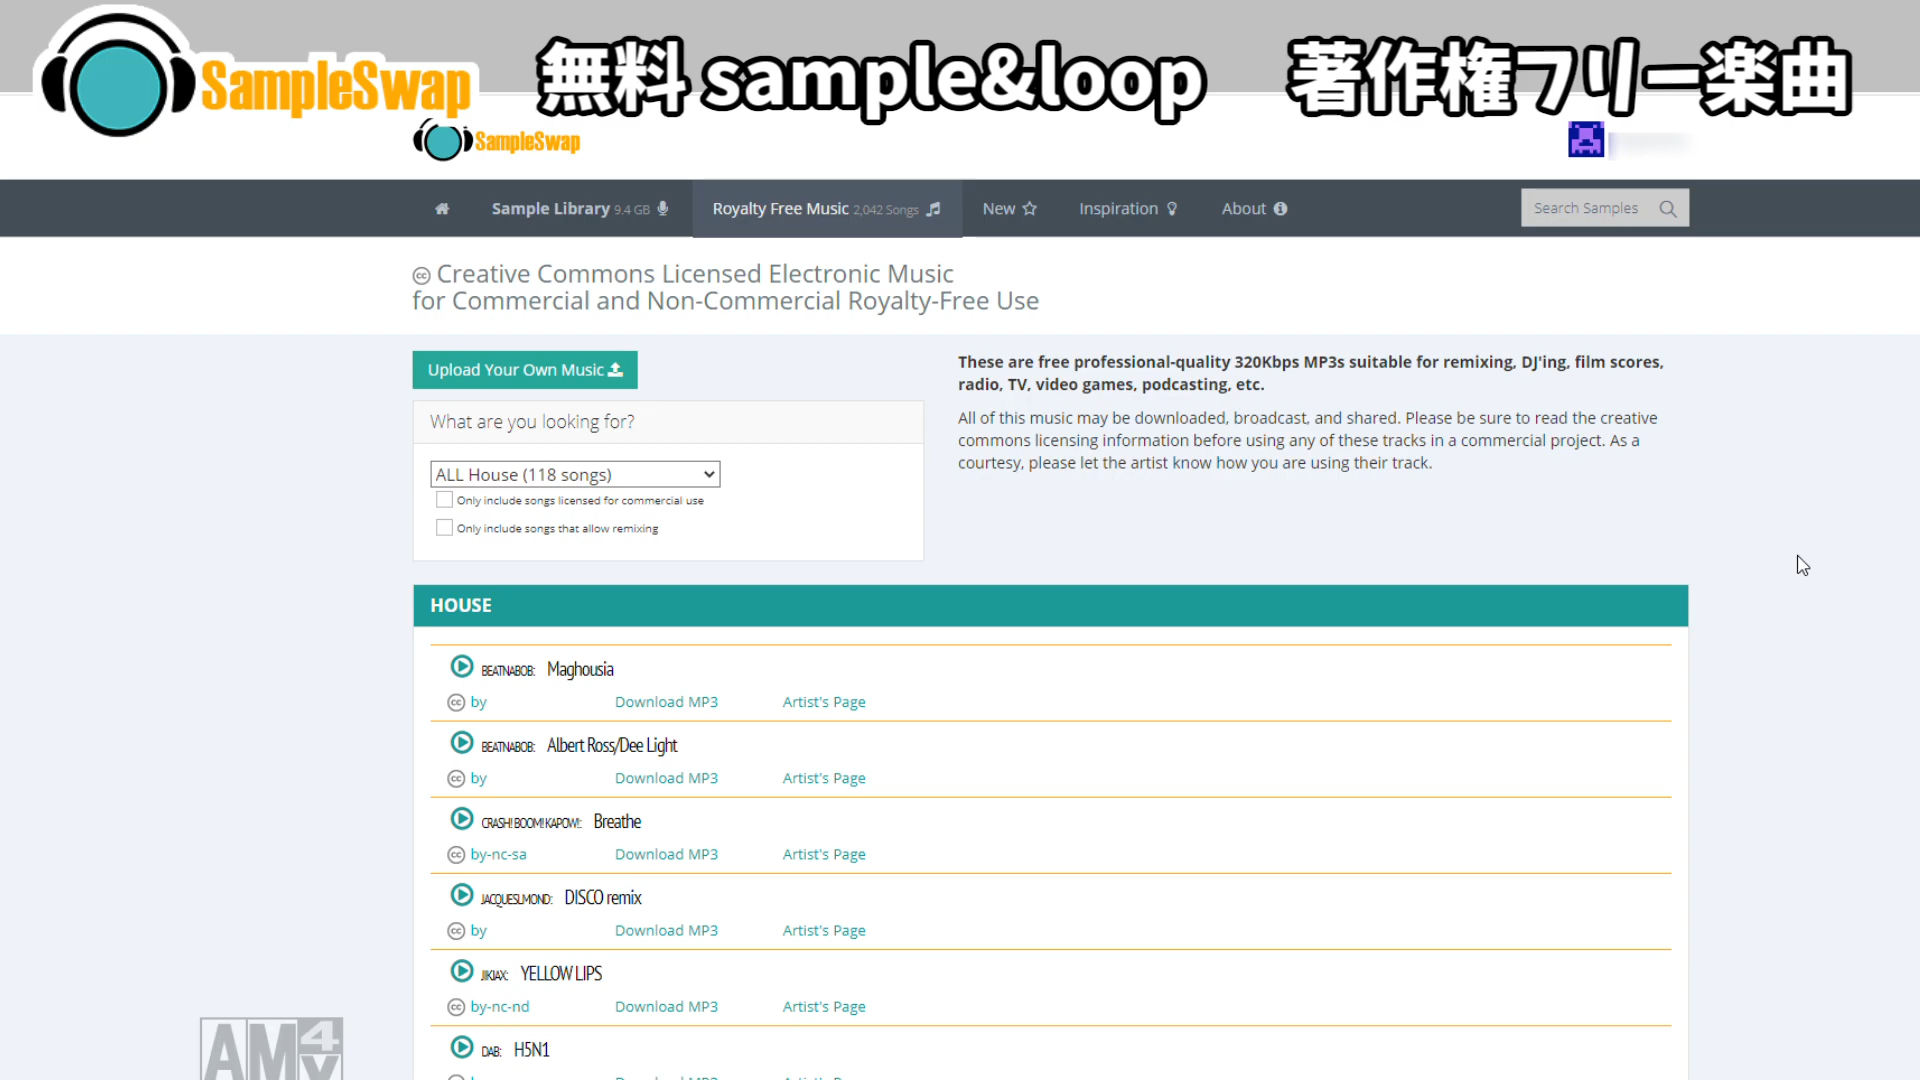 SampleSwap
無料 sample&loop 著作権フリー楽曲
SampleSwap
Sample Library 9.4 GB
Royalty Free Music 2,042 Songs
New
Inspiration
About
Search Samples
Creative Commons Licensed Electronic Music
for Commercial and Non-Commercial Royalty-Free Use
Upload Your Own Music
What are you looking for?
ALL House (118 songs)
Only include songs licensed for commercial use
Only include songs that allow remixing
These are free professional-quality 320Kbps MP3s suitable for remixing, DJ'ing, film scores,
radio, TV, video games, podcasting, etc.
All of this music may be downloaded, broadcast, and shared. Please be sure to read the creative
commons licensing information before using any of these tracks in a commercial project. As a
courtesy, please let the artist know how you are using their track.
HOUSE
BEATNABOB: Maghousia
cc by Download MP3 Artist's Page
BEATNABOB: Albert Ross/Dee Light
cc by Download MP3 Artist's Page
CRASH! BOOM! KAPOW!: Breathe
cc by-nc-sa Download MP3 Artist's Page
JACQUESLMOND: DISCO remix
cc by Download MP3 Artist's Page
JIKIAX: YELLOW LIPS
cc by-nc-nd Download MP3 Artist's Page
DAB: H5N1
AM4V